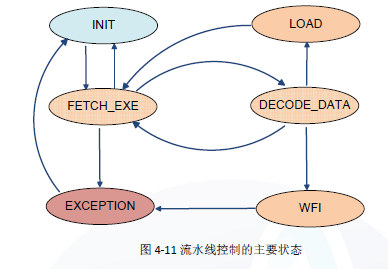 INIT
LOAD
FETCH_EXE
DECODE_DATA
EXCEPTION
WFI
图 4-11 流水线控制的主要状态